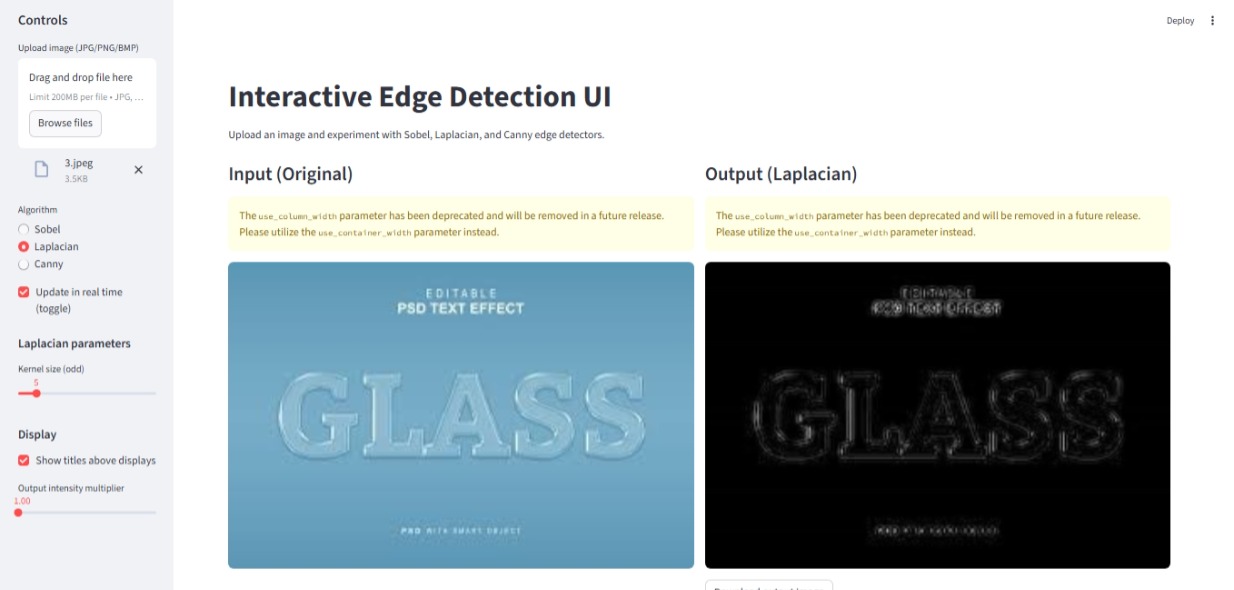 Controls
Upload image (JPG/PNG/BMP)
Drag and drop file here
Limit 200MB per file • JPG, ...
Browse files
3.jpeg
3.5KB
Algorithm
Sobel
Laplacian
Canny
Update in real time
(toggle)
Laplacian parameters
Kernel size (odd)
5
Display
Show titles above displays
Output intensity multiplier
1.00
Deploy
Interactive Edge Detection UI
Upload an image and experiment with Sobel, Laplacian, and Canny edge detectors.
Input (Original)
The use_column_width parameter has been deprecated and will be removed in a future release.
Please utilize the use_container_width parameter instead.
EDITABLE
PSD TEXT EFFECT
GLASS
PRO WITH SMART OBJECT
Output (Laplacian)
The use_column_width parameter has been deprecated and will be removed in a future release.
Please utilize the use_container_width parameter instead.
EDITABLE
PSD TEXT EFFECT
GLASS